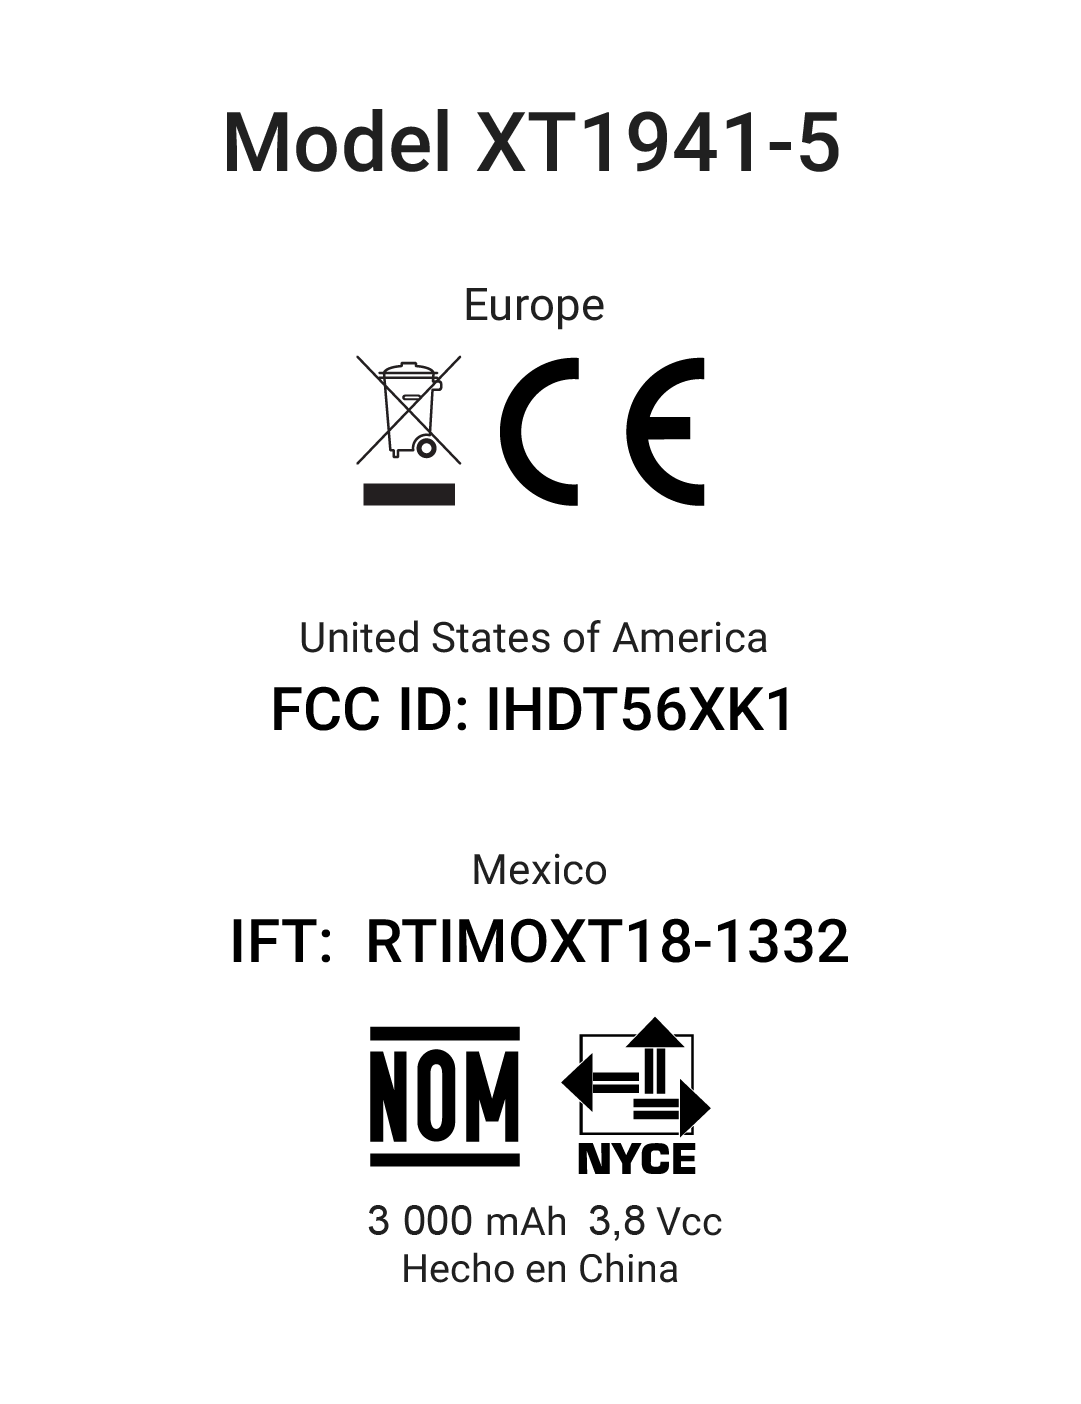 Model XT1941-5
Europe
CE
United States of America
FCC ID: IHDT56XK1
Mexico
IFT: RTIMOXT18-1332
NOM
NYCE
3 000 mAh 3,8 Vcc
Hecho en China